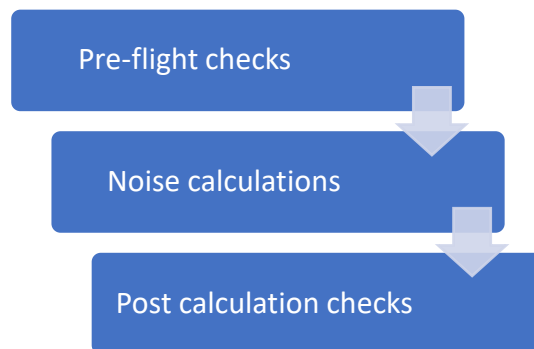 Pre-flight checks
Noise calculations
Post calculation checks